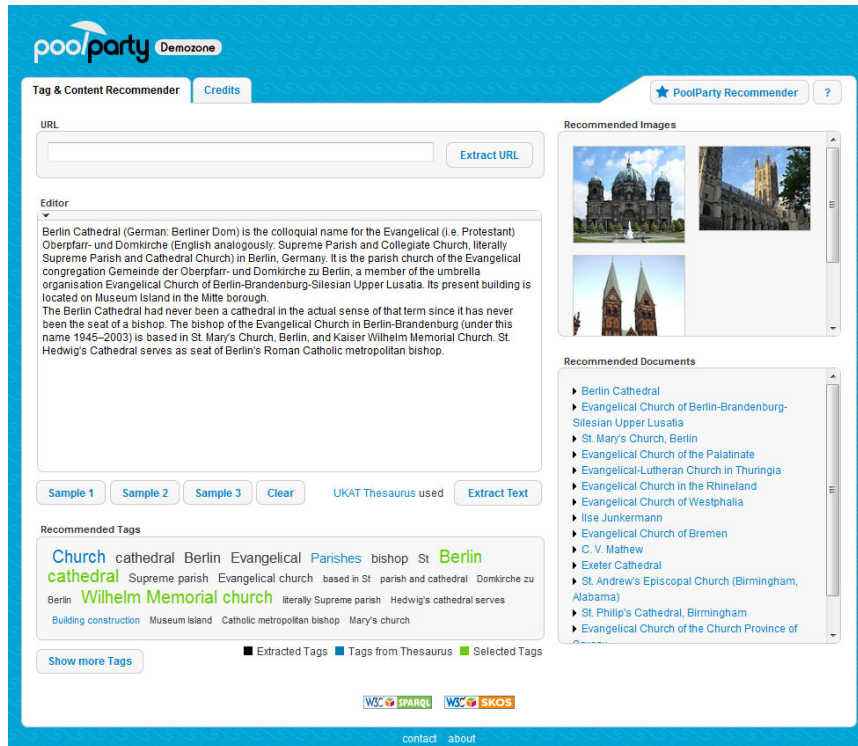 poolparty Demozone
Tag & Content Recommender
Credits
PoolParty Recommender
?
URL
Extract URL
Editor
Berlin Cathedral (German: Berliner Dom) is the colloquial name for the Evangelical (i.e. Protestant)
Oberpfarr- und Domkirche (English analogously: Supreme Parish and Collegiate Church, literally
Supreme Parish and Cathedral Church) in Berlin, Germany. It is the parish church of the Evangelical
congregation Gemeinde der Oberpfarr- und Domkirche zu Berlin, a member of the umbrella
organisation Evangelical Church of Berlin-Brandenburg-Silesian Upper Lusatia. Its present building is
located on Museum Island in the Mitte borough.
The Berlin Cathedral had never been a cathedral in the actual sense of that term since it has never
been the seat of a bishop. The bishop of the Evangelical Church in Berlin-Brandenburg (under this
name 1945–2003) is based in St. Mary's Church, Berlin, and Kaiser Wilhelm Memorial Church. St.
Hedwig's Cathedral serves as seat of Berlin's Roman Catholic metropolitan bishop.
Sample 1
Sample 2
Sample 3
Clear
UKAT Thesaurus used
Extract Text
Recommended Tags
Church cathedral Berlin Evangelical Parishes bishop St Berlin
cathedral Supreme parish Evangelical church based in St parish and cathedral Domkirche zu
Berlin Wilhelm Memorial church literally Supreme parish Hedwig's cathedral serves
Building construction Museum Island Catholic metropolitan bishop Mary's church
Show more Tags
Extracted Tags Tags from Thesaurus Selected Tags
Recommended Images
Recommended Documents
Berlin Cathedral
Evangelical Church of Berlin-Brandenburg-
Silesian Upper Lusatia
St. Mary's Church, Berlin
Evangelical Church of the Palatinate
Evangelical-Lutheran Church in Thuringia
Evangelical Church in the Rhineland
Evangelical Church of Westphalia
Ilse Junkermann
Evangelical Church of Bremen
C. V. Mathew
Exeter Cathedral
St. Andrew's Episcopal Church (Birmingham,
Alabama)
St. Philip's Cathedral, Birmingham
Evangelical Church of the Church Province of
W3C SPARQL
W3C SKOS
contact about